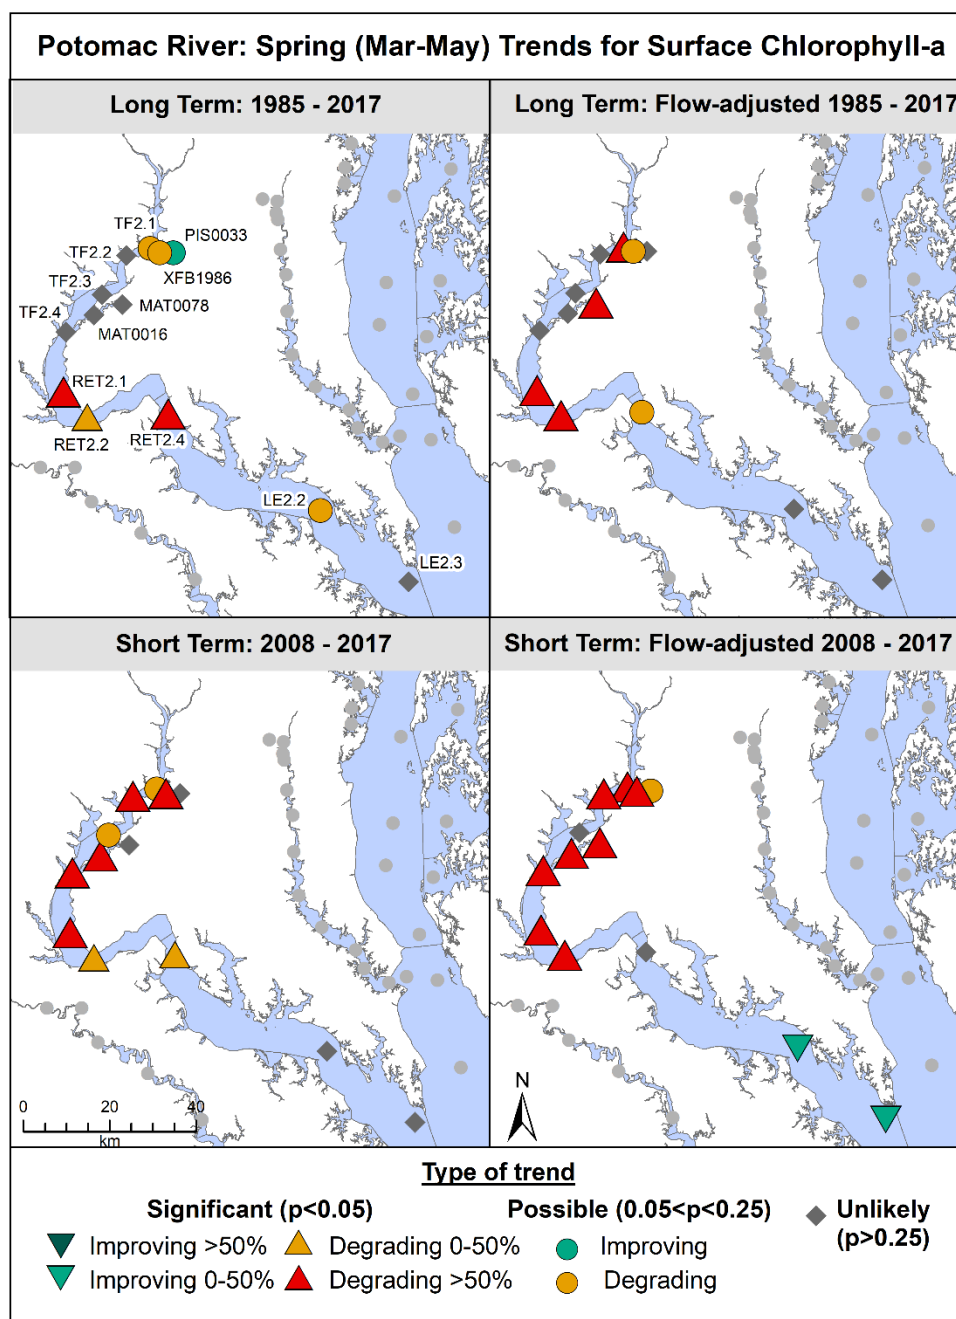 Potomac River: Spring (Mar-May) Trends for Surface Chlorophyll-a
Long Term: 1985 - 2017
Long Term: Flow-adjusted 1985 - 2017
TF2.1
PIS0033
TF2.2
XFB1986
TF2.3
MAT0078
TF2.4
MAT0016
RET2.1
RET2.2
RET2.4
LE2.2
LE2.3
Short Term: 2008 - 2017
Short Term: Flow-adjusted 2008 - 2017
0 20 40
km
N
Type of trend
Significant (p<0.05)
Possible (0.05<p<0.25)
Unlikely
(p>0.25)
Improving >50%
Degrading 0-50%
Improving
Improving 0-50%
Degrading >50%
Degrading